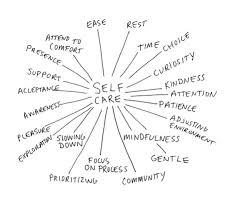 EASE
REST
ATTEND TO
COMFORT
TIME
CHOICE
PRESENCE
CURIOSITY
SUPPORT
KINDNESS
SELF
CARE
ACCEPTANCE
ATTENTION
PATIENCE
AWARENESS
ADJUSTING
ENVIRONMENT
PLEASURE
MINDFULNESS
EXPLORATION
SLOWING
DOWN
GENTLE
FOCUS
ON PROCESS
PRIORITIZING
COMMUNITY